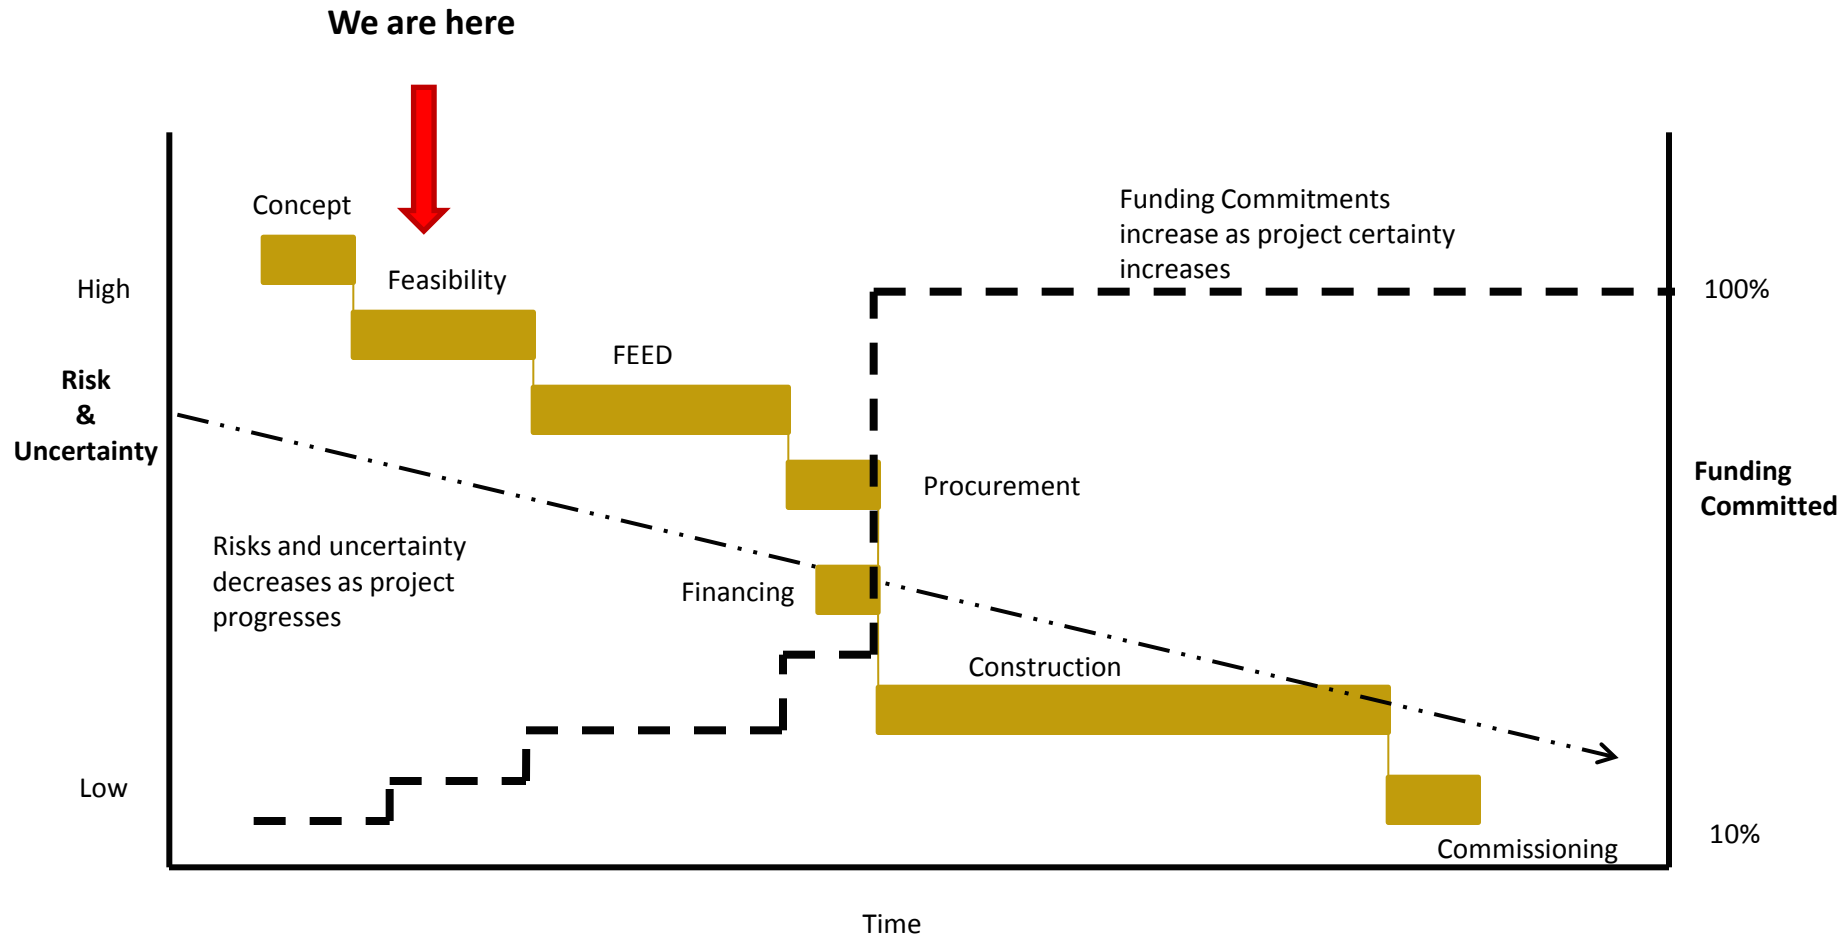 We are here
Concept
Funding Commitments
increase as project certainty
increases
Feasibility
High
100%
FEED
Risk
&
Uncertainty
Procurement
Funding
Committed
Risks and uncertainty
decreases as project
progresses
Financing
Construction
Low
10%
Commissioning
Time